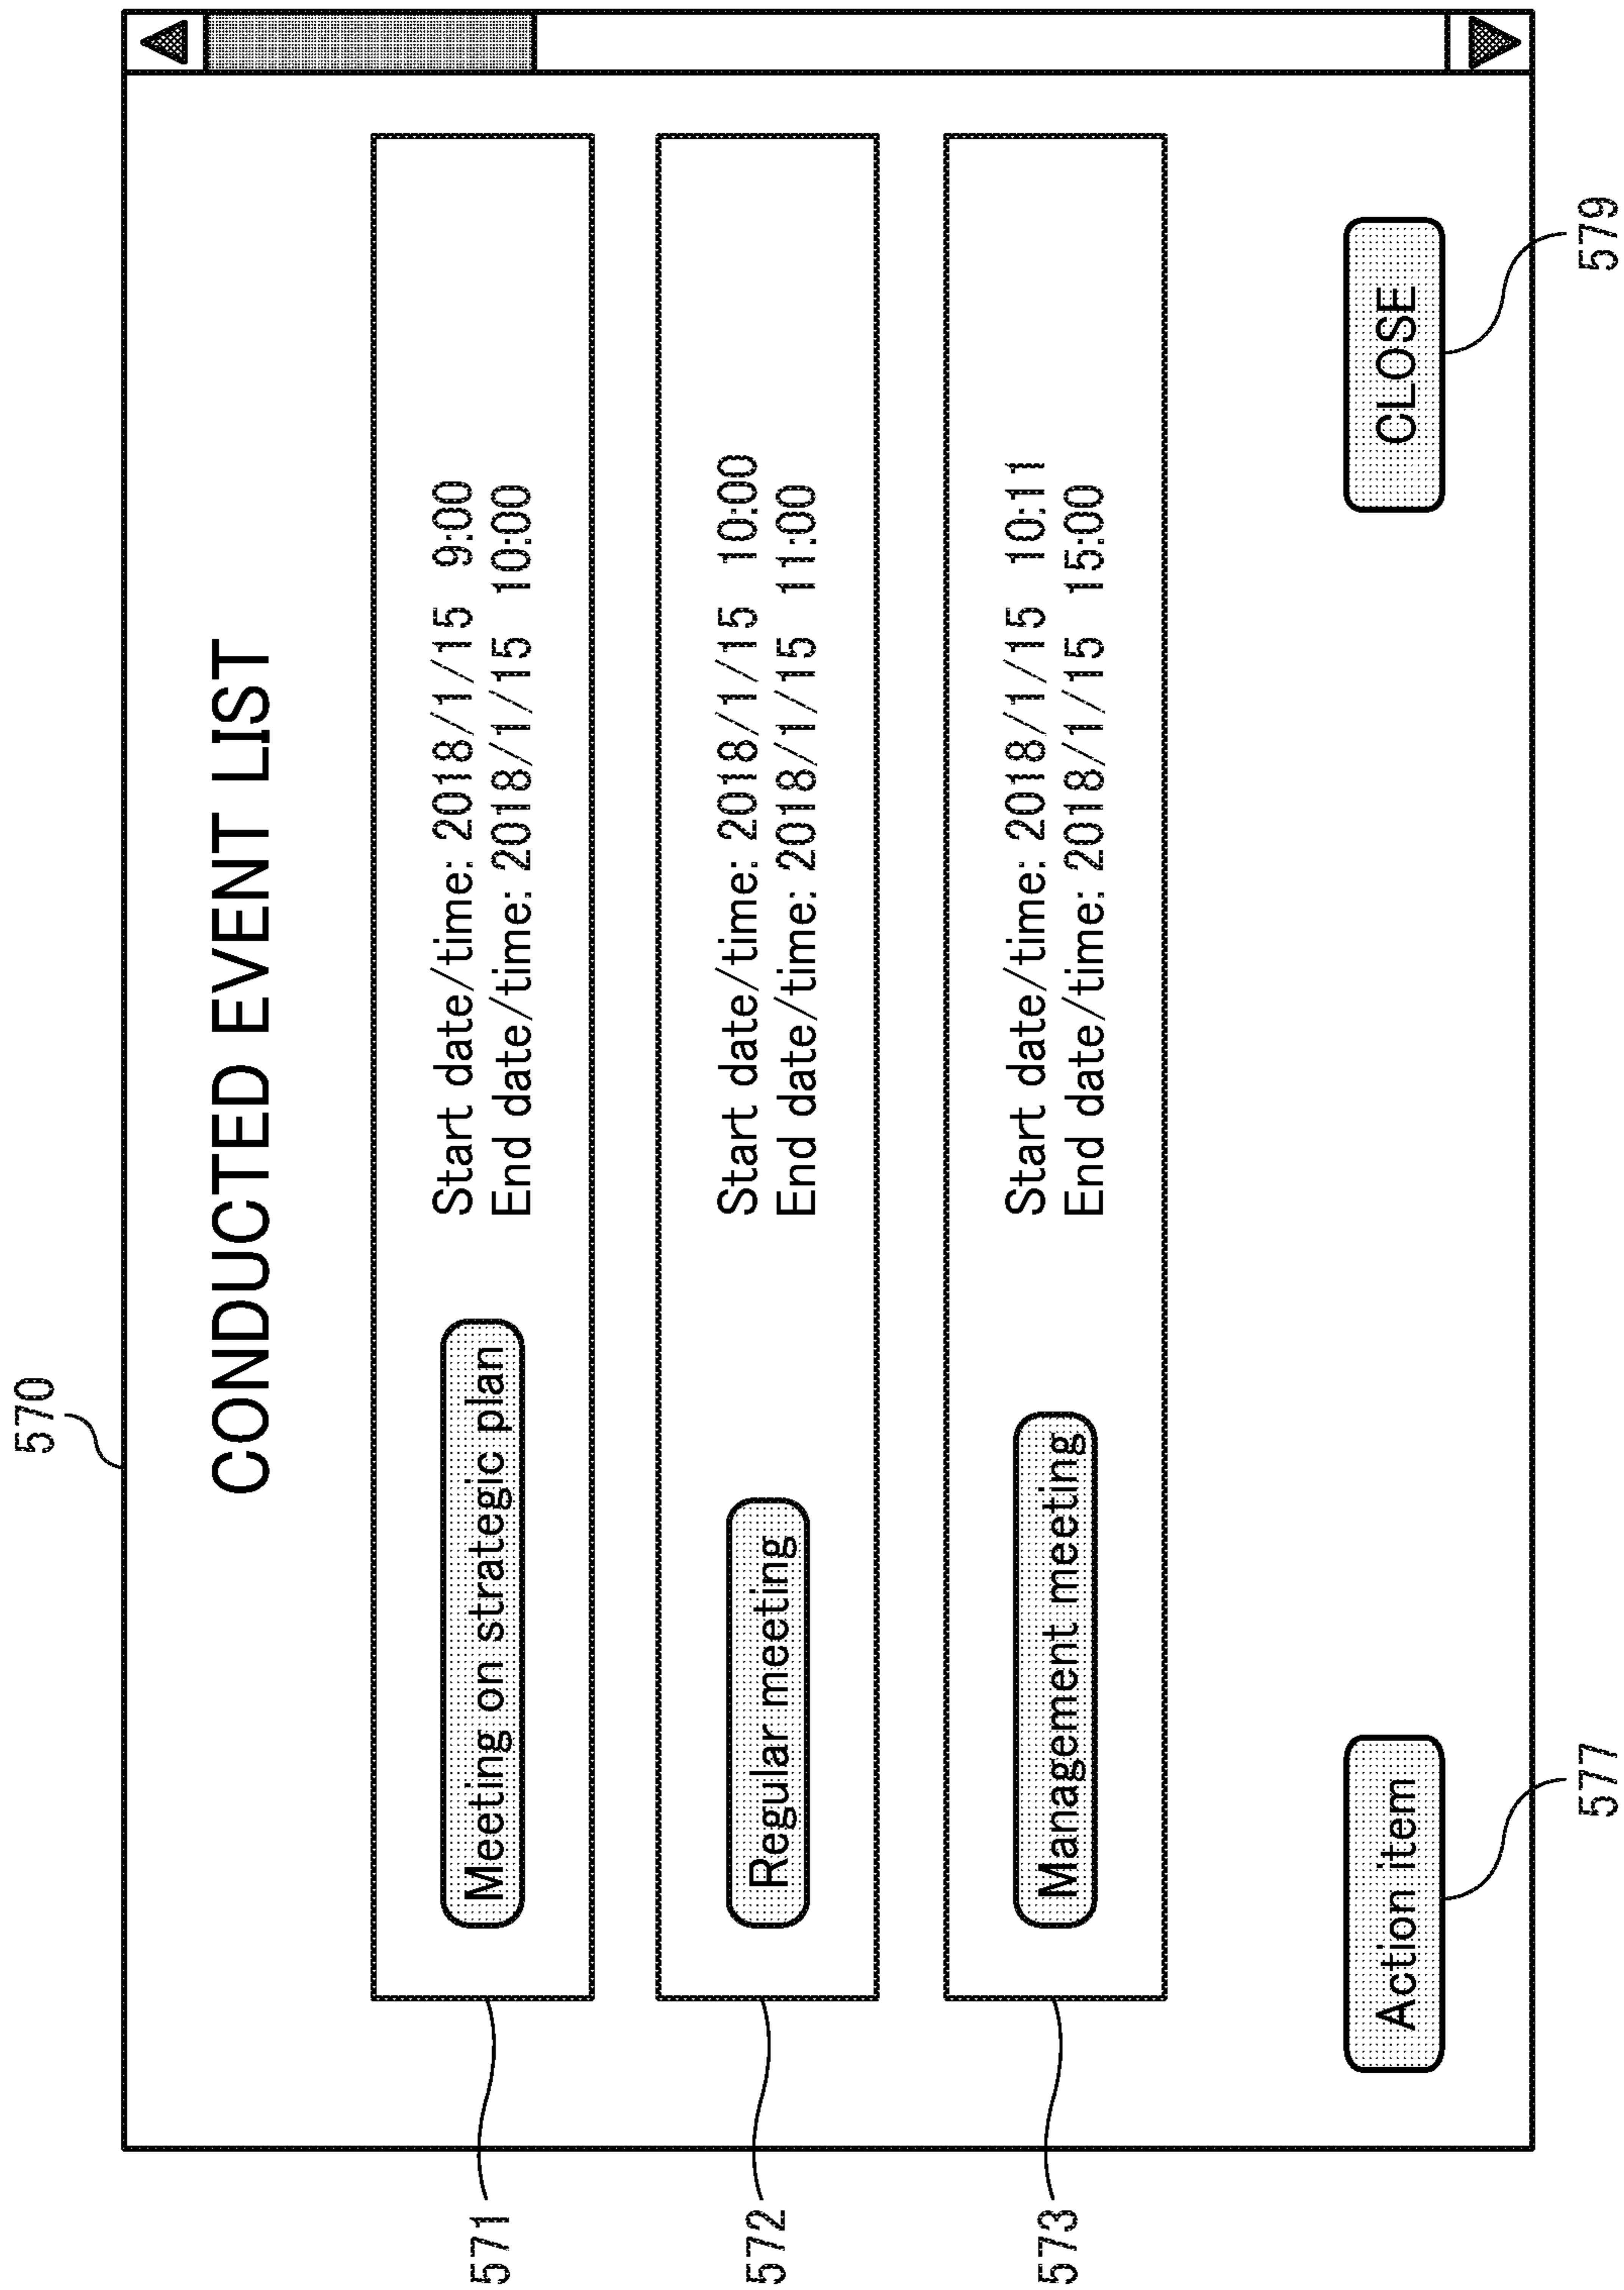 570
CONDUCTED EVENT LIST
571
Meeting on strategic plan
Start date/time: 2018/1/15 9:00
End date/time: 2018/1/15 10:00
572
Regular meeting
Start date/time: 2018/1/15 10:00
End date/time: 2018/1/15 11:00
573
Management meeting
Start date/time: 2018/1/15 10:11
End date/time: 2018/1/15 15:00
Action item
CLOSE
577
579